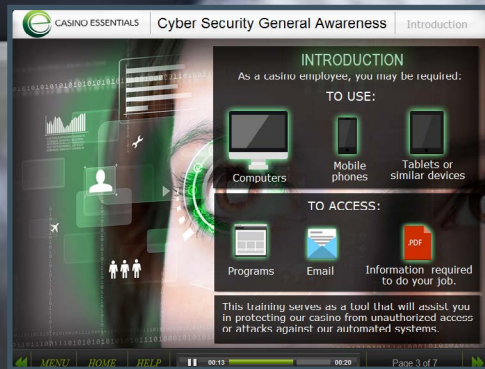 CASINO ESSENTIALS
Cyber Security General Awareness
Introduction
INTRODUCTION
As a casino employee, you may be required:
TO USE:
Computers
Mobile
phones
Tablets or
similar devices
TO ACCESS:
.PDF
Programs
Email
Information required
to do your job.
This training serves as a tool that will assist you
in protecting our casino from unauthorized access
or attacks against our automated systems.
MENU HOME HELP 00:13 00:20 Page 3 of 7